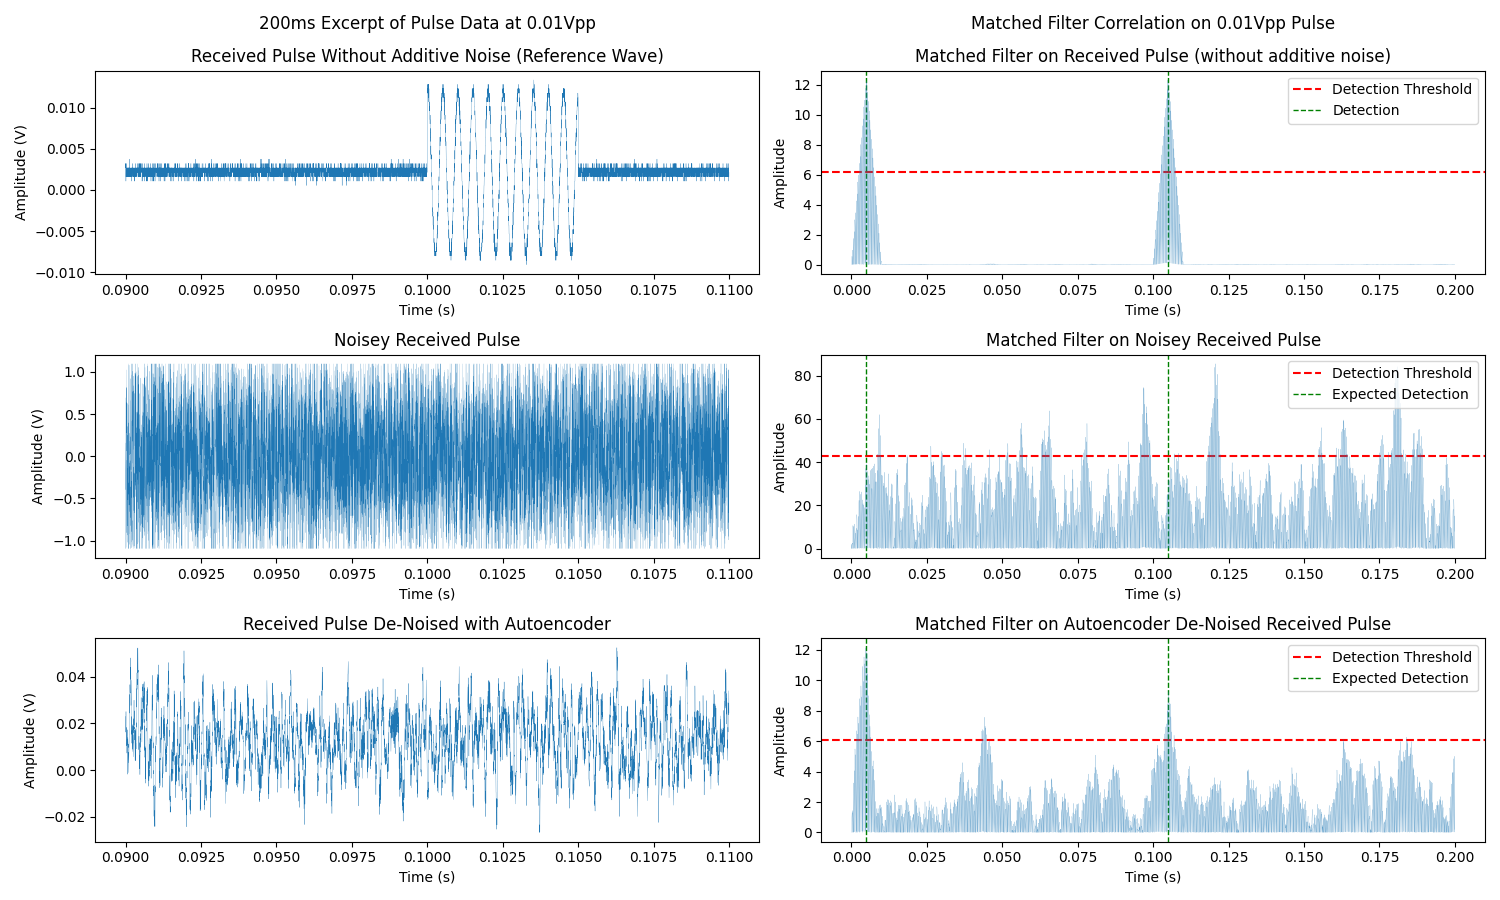 200ms Excerpt of Pulse Data at 0.01Vpp
Received Pulse Without Additive Noise (Reference Wave)
Amplitude (V)
0.010
0.005
0.000
−0.005
−0.010
0.0900 0.0925 0.0950 0.0975 0.1000 0.1025 0.1050 0.1075 0.1100
Time (s)
Matched Filter Correlation on 0.01Vpp Pulse
Matched Filter on Received Pulse (without additive noise)
Amplitude
12
10
8
6
4
2
0
Detection Threshold
Detection
0.000 0.025 0.050 0.075 0.100 0.125 0.150 0.175 0.200
Time (s)
Noisey Received Pulse
Amplitude (V)
1.0
0.5
0.0
−0.5
−1.0
0.0900 0.0925 0.0950 0.0975 0.1000 0.1025 0.1050 0.1075 0.1100
Time (s)
Matched Filter on Noisey Received Pulse
Amplitude
80
60
40
20
0
Detection Threshold
Expected Detection
0.000 0.025 0.050 0.075 0.100 0.125 0.150 0.175 0.200
Time (s)
Received Pulse De-Noised with Autoencoder
Amplitude (V)
0.04
0.02
0.00
−0.02
0.0900 0.0925 0.0950 0.0975 0.1000 0.1025 0.1050 0.1075 0.1100
Time (s)
Matched Filter on Autoencoder De-Noised Received Pulse
Amplitude
12
10
8
6
4
2
0
Detection Threshold
Expected Detection
0.000 0.025 0.050 0.075 0.100 0.125 0.150 0.175 0.200
Time (s)